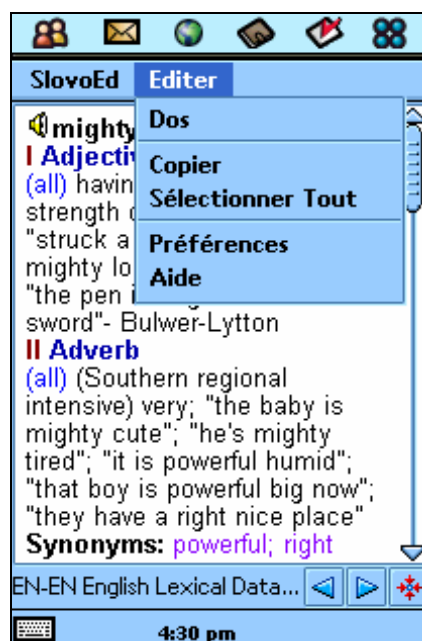 SlovoEd Editer
Dos
Copier
Sélectionner Tout
Préférences
Aide
mighty
I Adjecti
(all) havin
strength
"struck a
mighty lo
"the pen i
sword"- Bulwer-Lytton
II Adverb
(all) (Southern regional
intensive) very; "the baby is
mighty cute"; "he's mighty
tired"; "it is powerful humid";
"that boy is powerful big now";
"they have a right nice place"
Synonyms: powerful; right
EN-EN English Lexical Data...
4:30 pm